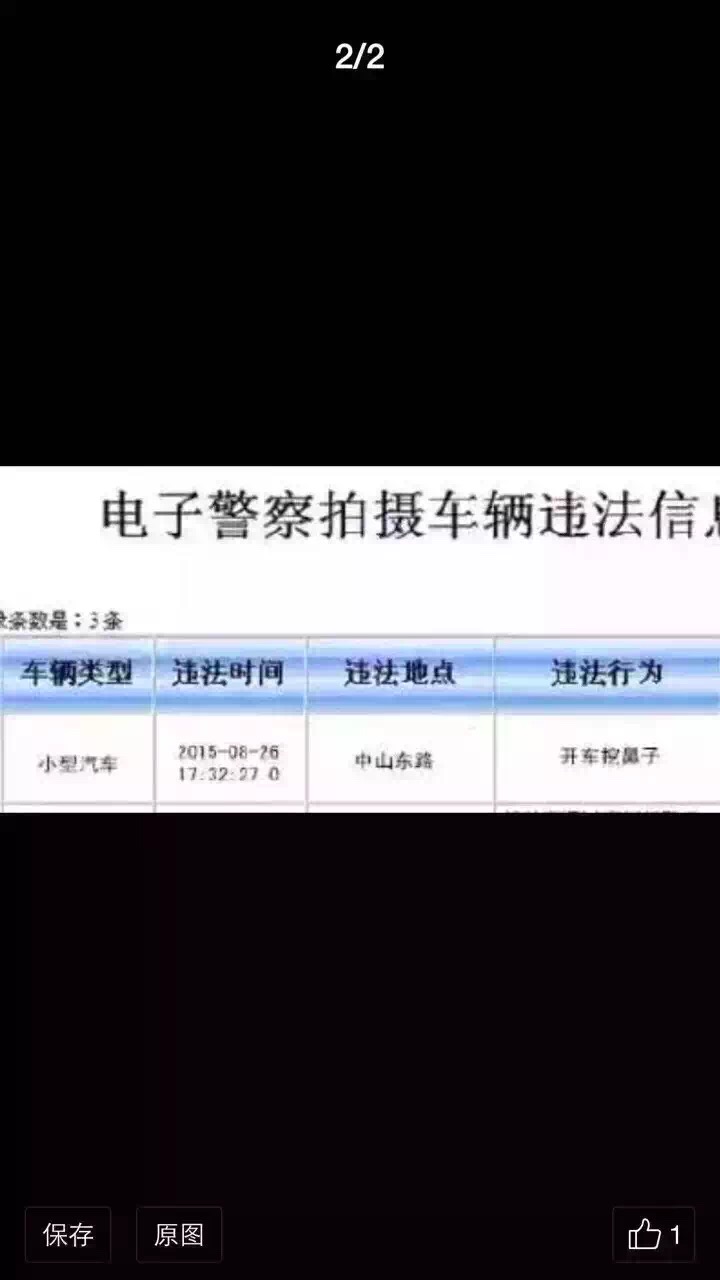 2/2
电子警察拍摄车辆违法信息
录条数是：3条
车辆类型 违法时间 违法地点 违法行为
小型汽车 2015-08-26 17:32:27 0 中山东路 开车挖鼻子
保存 原图 1